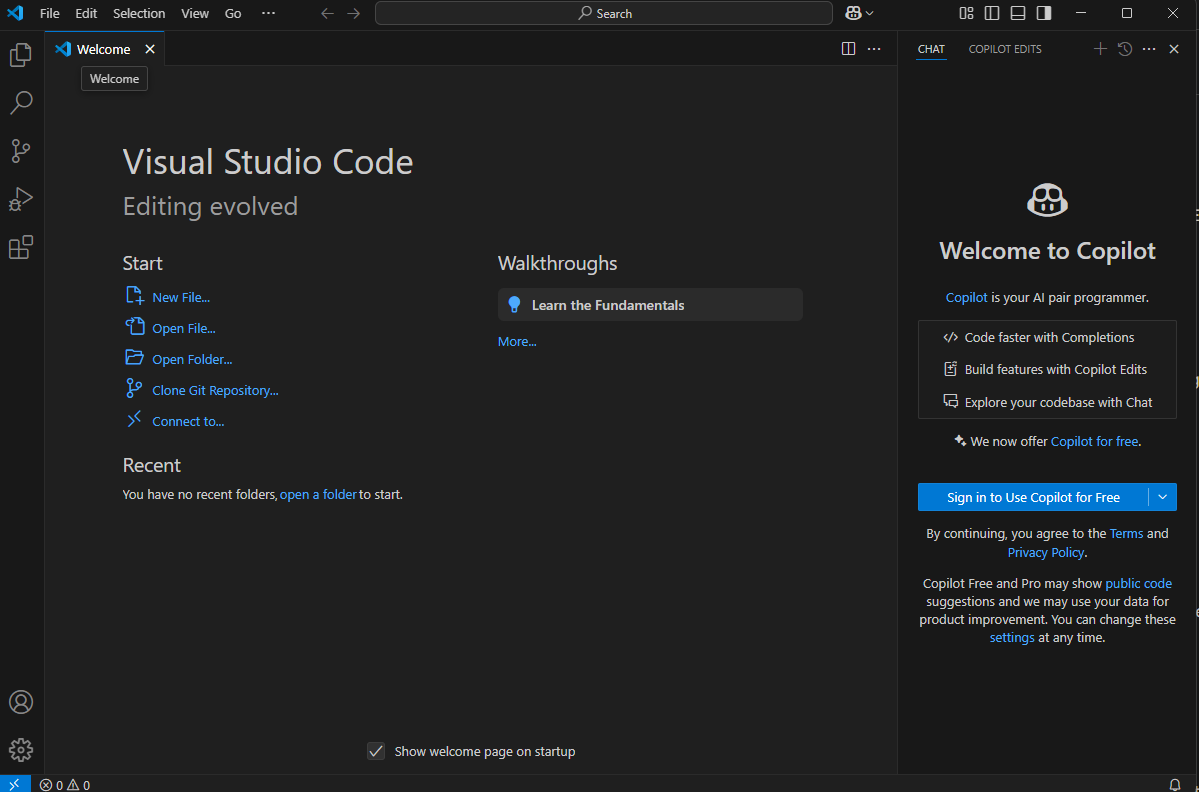 File Edit Selection View Go ··· Search
Welcome
Welcome
CHAT COPILOT EDITS
Visual Studio Code
Editing evolved
Start
New File...
Open File...
Open Folder...
Clone Git Repository...
Connect to...
Recent
You have no recent folders, open a folder to start.
Walkthroughs
Learn the Fundamentals
More...
Show welcome page on startup
Welcome to Copilot
Copilot is your AI pair programmer.
Code faster with Completions
Build features with Copilot Edits
Explore your codebase with Chat
We now offer Copilot for free.
Sign in to Use Copilot for Free
By continuing, you agree to the Terms and
Privacy Policy.
Copilot Free and Pro may show public code
suggestions and we may use your data for
product improvement. You can change these
settings at any time.
0 0